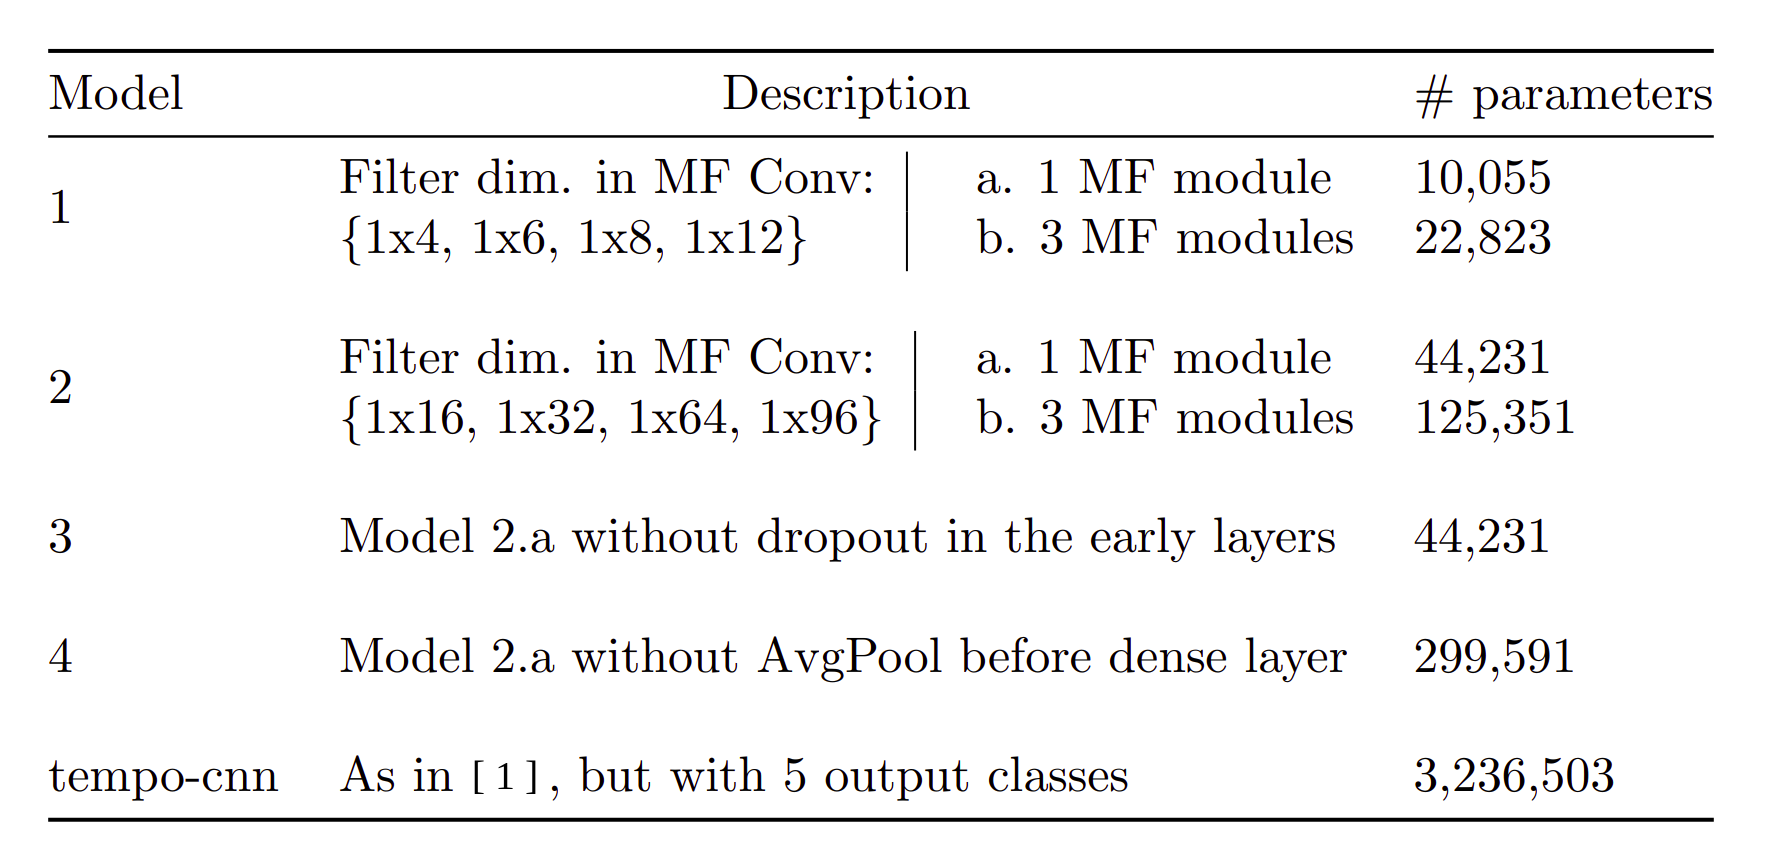 Model Description # parameters
1 Filter dim. in MF Conv: a. 1 MF module 10,055
{1x4, 1x6, 1x8, 1x12} b. 3 MF modules 22,823
2 Filter dim. in MF Conv: a. 1 MF module 44,231
{1x16, 1x32, 1x64, 1x96} b. 3 MF modules 125,351
3 Model 2.a without dropout in the early layers 44,231
4 Model 2.a without AvgPool before dense layer 299,591
tempo-cnn As in [1], but with 5 output classes 3,236,503